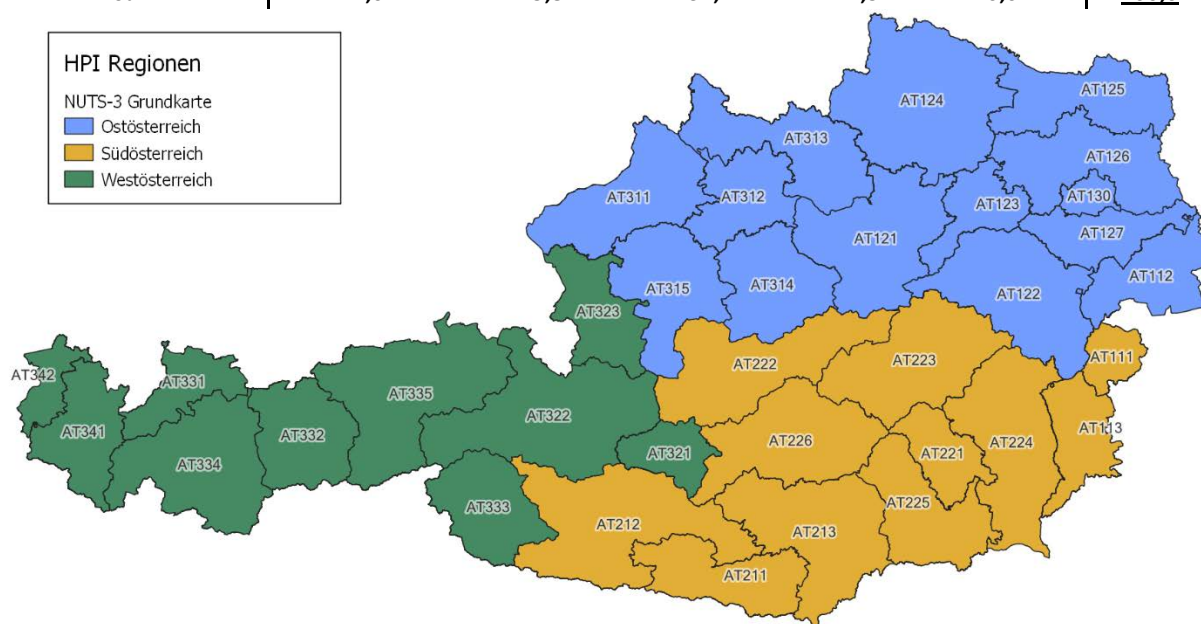 HPI Regionen
NUTS-3 Grundkarte
Ostösterreich
Südösterreich
Westösterreich
AT124
AT125
AT313
AT126
AT311
AT312
AT123
AT130
AT121
AT127
AT315
AT314
AT122
AT112
AT323
AT222
AT223
AT111
AT342
AT331
AT335
AT322
AT341
AT332
AT334
AT321
AT226
AT221
AT224
AT113
AT333
AT212
AT213
AT225
AT211